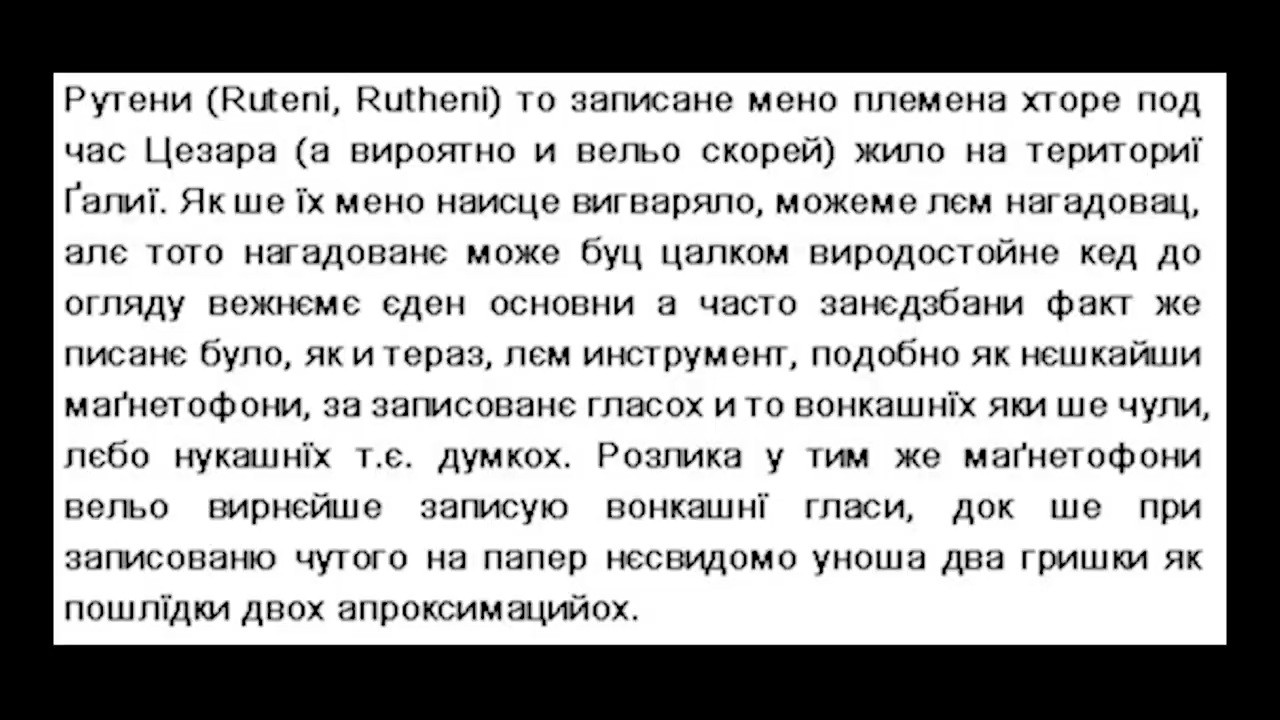 Рутени (Ruteni, Rutheni) то записане мено племена хторе под
час Цезара (а вироятно и вельо скорей) жило на териториї
Ґалиї. Як ше їх мено наисце вигваряло, можеме лєм нагадовац,
алє тото нагадованє може буц цалком виродостойне кед до
огляду вежнємє єден основни а часто занєдзбани факт же
писанє було, як и тераз, лєм инструмент, подобно як нєшкайши
маґнетофони, за записованє гласох и то вонкашнїх яки ше чули,
лєбо нукашнїх т.є. думкох. Розлика у тим же маґнетофони
вельо вирнєйше записую вонкашнї гласи, док ше при
записованю чутого на папер нєсвидомо уноша два гришки як
пошлїдки двох апроксимацийох.